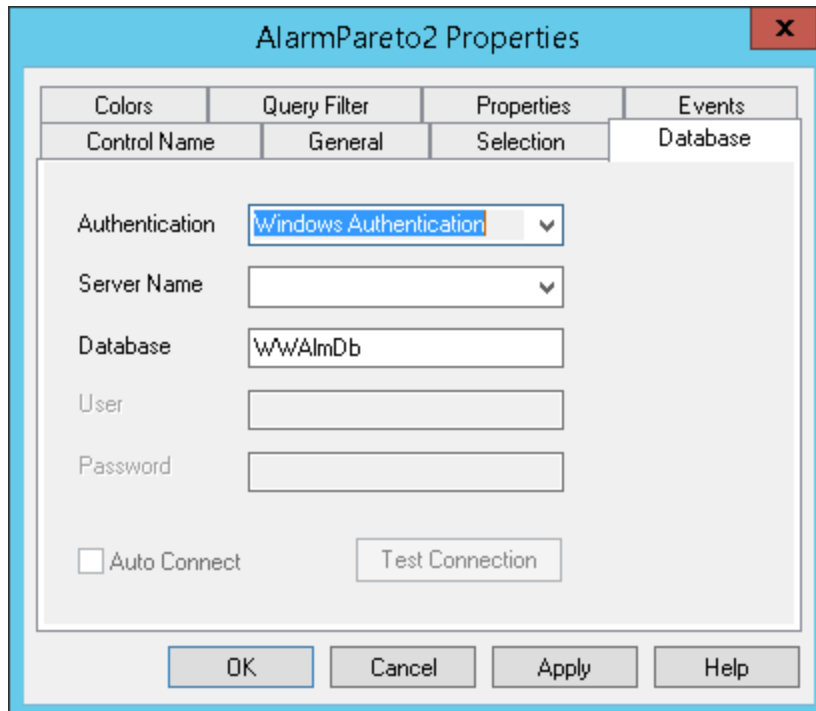 AlarmPareto2 Properties
x
Colors Query Filter Properties Events
Control Name General Selection Database
Authentication Windows Authentication
Server Name
Database WWAlmDb
User
Password
Auto Connect Test Connection
OK Cancel Apply Help